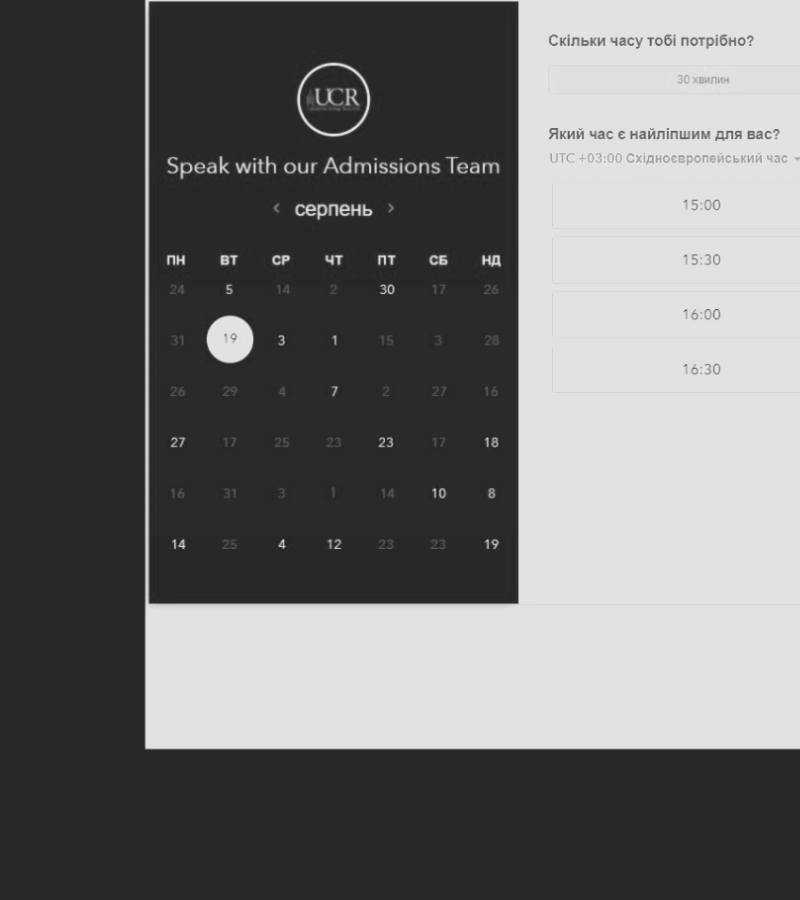 UCR
Speak with our Admissions Team
‹ серпень ›
ПН ВТ СР ЧТ ПТ СБ НД
24 5 14 2 30 17 26
31 19 3 1 15 3 28
26 29 4 7 2 27 16
27 17 25 23 23 17 18
16 31 3 1 14 10 8
14 25 4 12 23 23 19
Скільки часу тобі потрібно?
30 хвилин
Який час є найліпшим для вас?
UTC +03:00 Східноєвропейський час
15:00
15:30
16:00
16:30